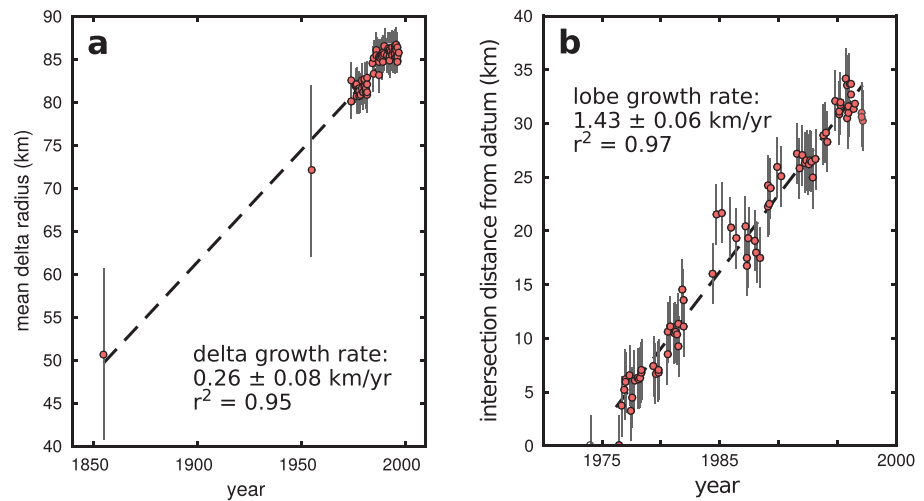 a
90
85
80
75
70
65
60
55
50
45
40
mean delta radius (km)
delta growth rate:
0.26 ± 0.08 km/yr
r² = 0.95
1850 1900 1950 2000
year
b
40
35
30
25
20
15
10
5
0
intersection distance from datum (km)
lobe growth rate:
1.43 ± 0.06 km/yr
r² = 0.97
1975 1985 1995 2000
year